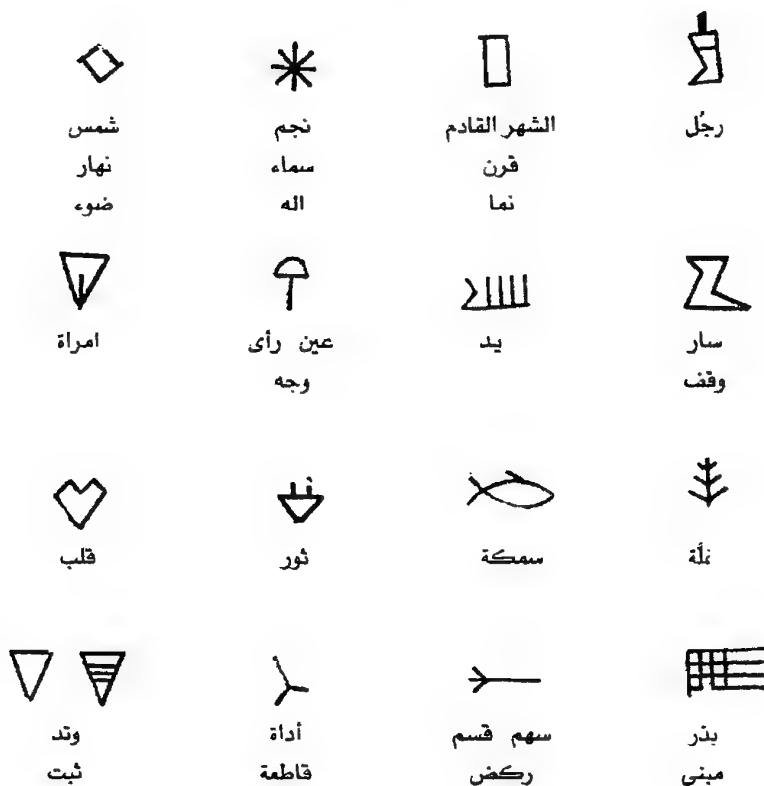 رجُل الشهر القادم نجم شمس
قرن سماء نهار
نما اله ضوء
سار يد عين رأى امراة
وقف وجه
سمكة ثور قلب
بذر سهم قسم أداة وتد
مبنى ركض قاطعة ثبت